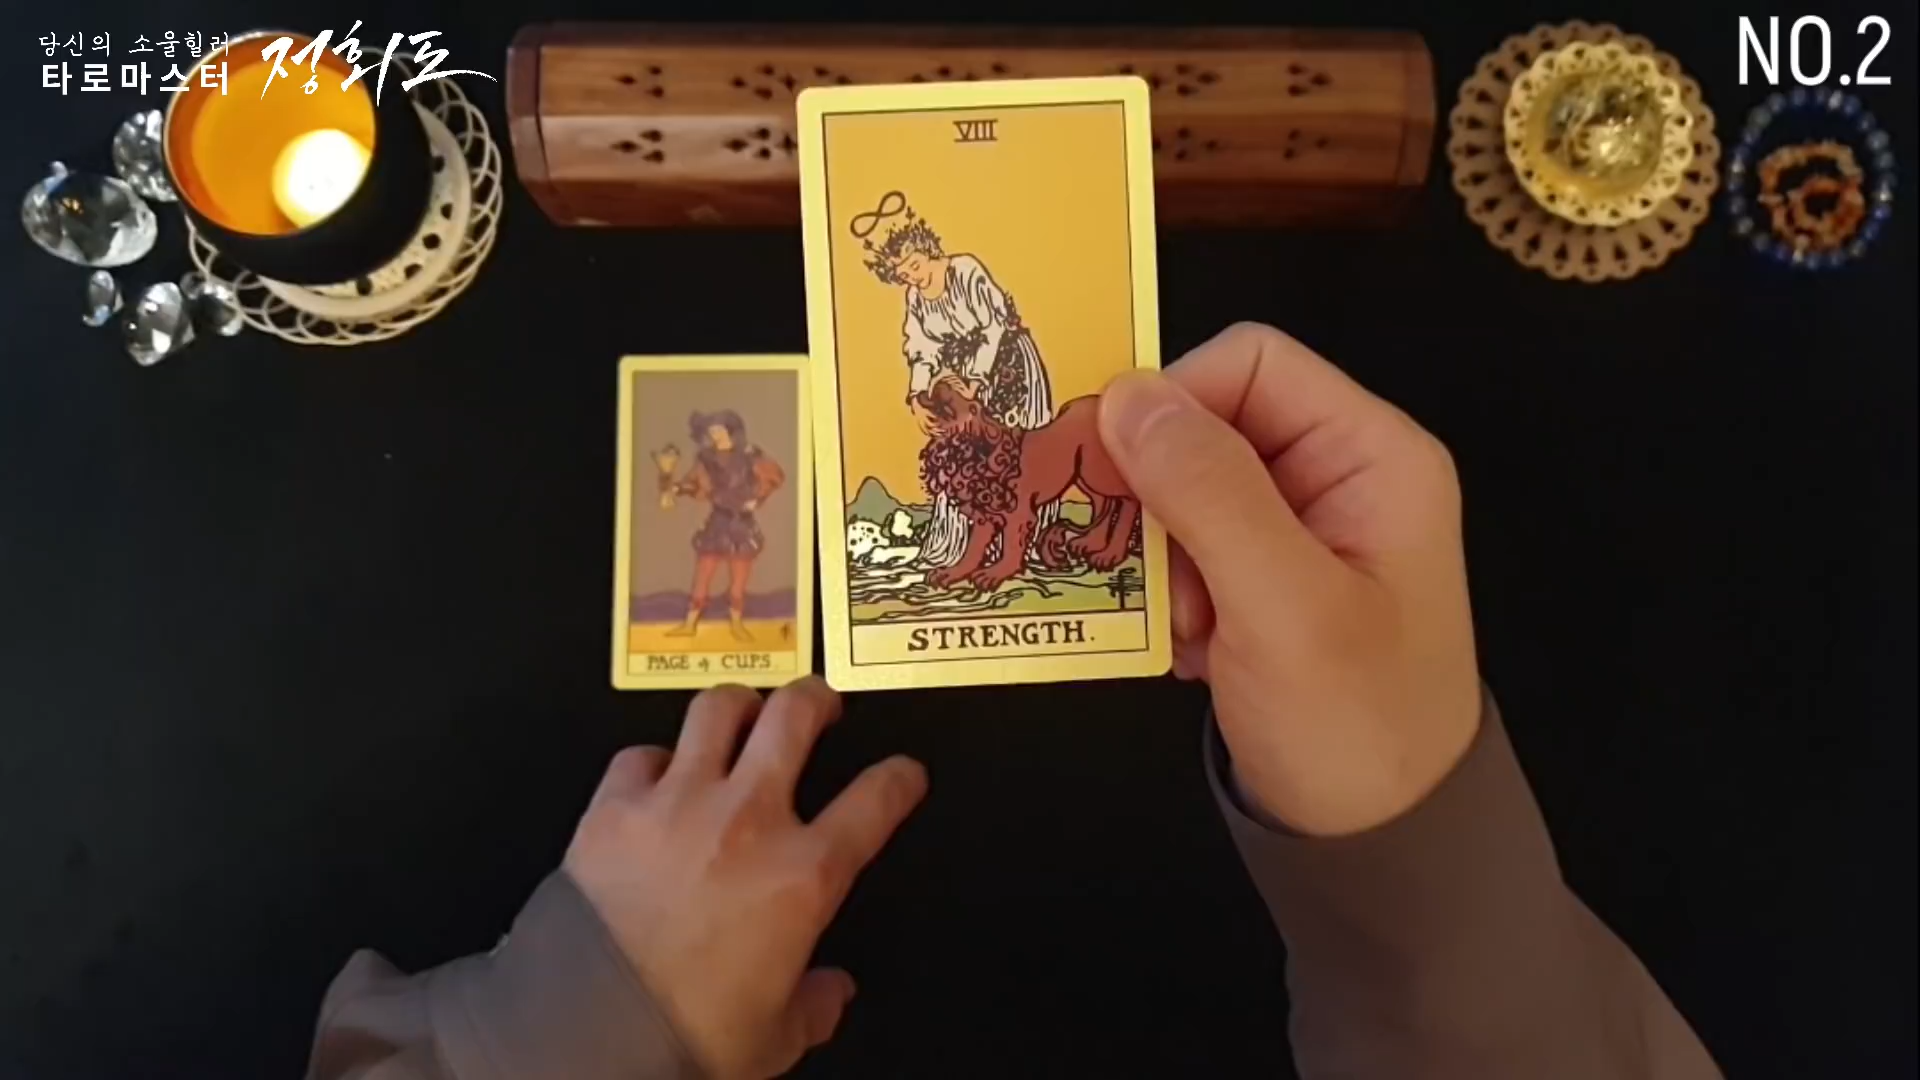 당신의 소울힐러
타로마스터 정화도
NO.2
VIII
STRENGTH.
PAGE of CUPS.